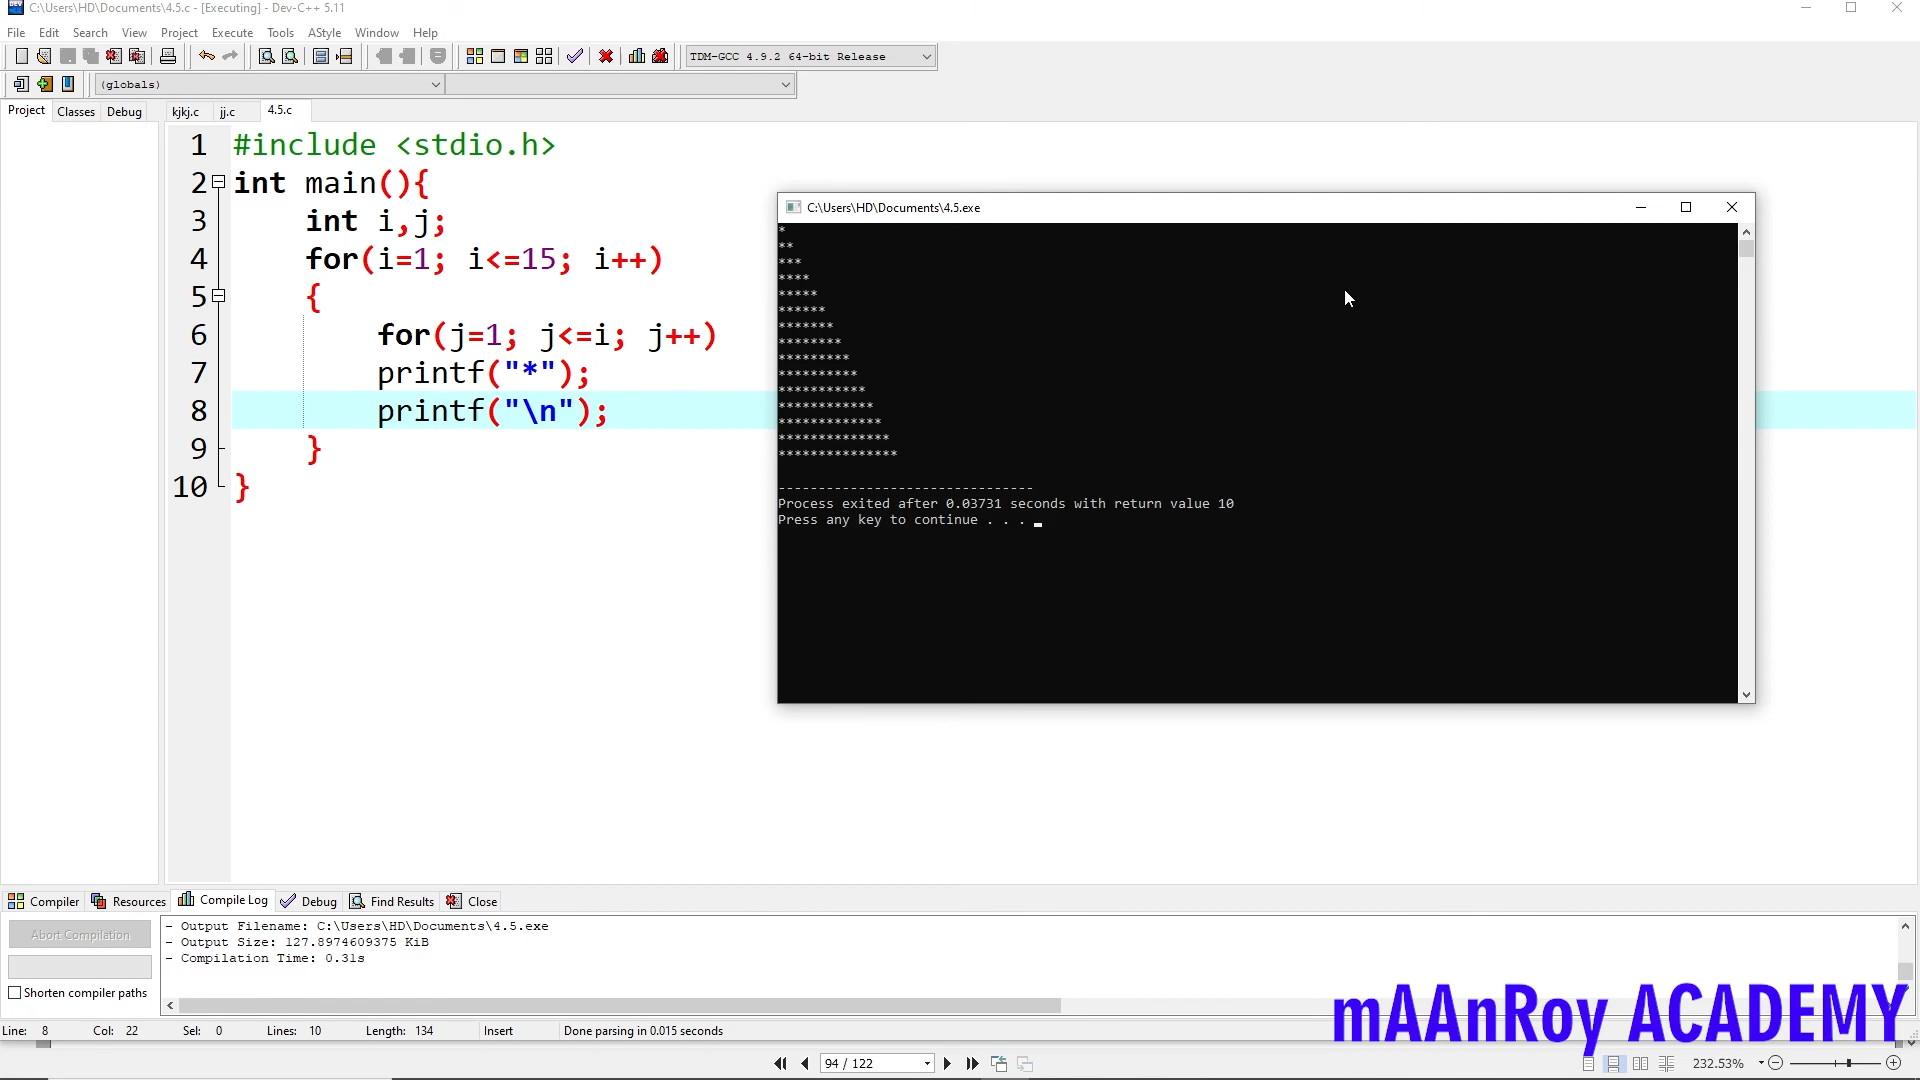 C:\Users\HD\Documents\4.5.c - [Executing] - Dev-C++ 5.11
File Edit Search View Project Execute Tools AStyle Window Help
TDM-GCC 4.9.2 64-bit Release
(globals)
Project Classes Debug kjkj.c jj.c 4.5.c
1 #include <stdio.h>
2 int main(){
3 int i,j;
4 for(i=1; i<=15; i++)
5 {
6 for(j=1; j<=i; j++)
7 printf("*");
8 printf("\n");
9 }
10 }
C:\Users\HD\Documents\4.5.exe
*
**
***
****
*****
******
*******
********
*********
**********
***********
************
*************
**************
***************
--------------------------------
Process exited after 0.03731 seconds with return value 10
Press any key to continue . . .
Compiler Resources Compile Log Debug Find Results Close
Abort Compilation
Shorten compiler paths
- Output Filename: C:\Users\HD\Documents\4.5.exe
- Output Size: 127.8974609375 KiB
- Compilation Time: 0.31s
mAAnRoy ACADEMY
Line: 8 Col: 22 Sel: 0 Lines: 10 Length: 134 Insert Done parsing in 0.015 seconds
94 / 122
232.53%